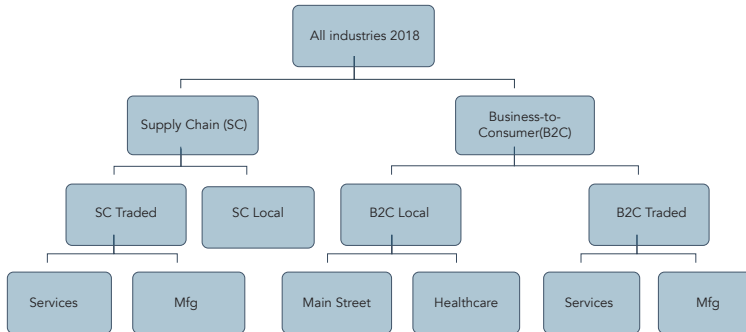 All industries 2018
Supply Chain (SC)
Business-to-
Consumer(B2C)
SC Traded
SC Local
B2C Local
B2C Traded
Services
Mfg
Main Street
Healthcare
Services
Mfg